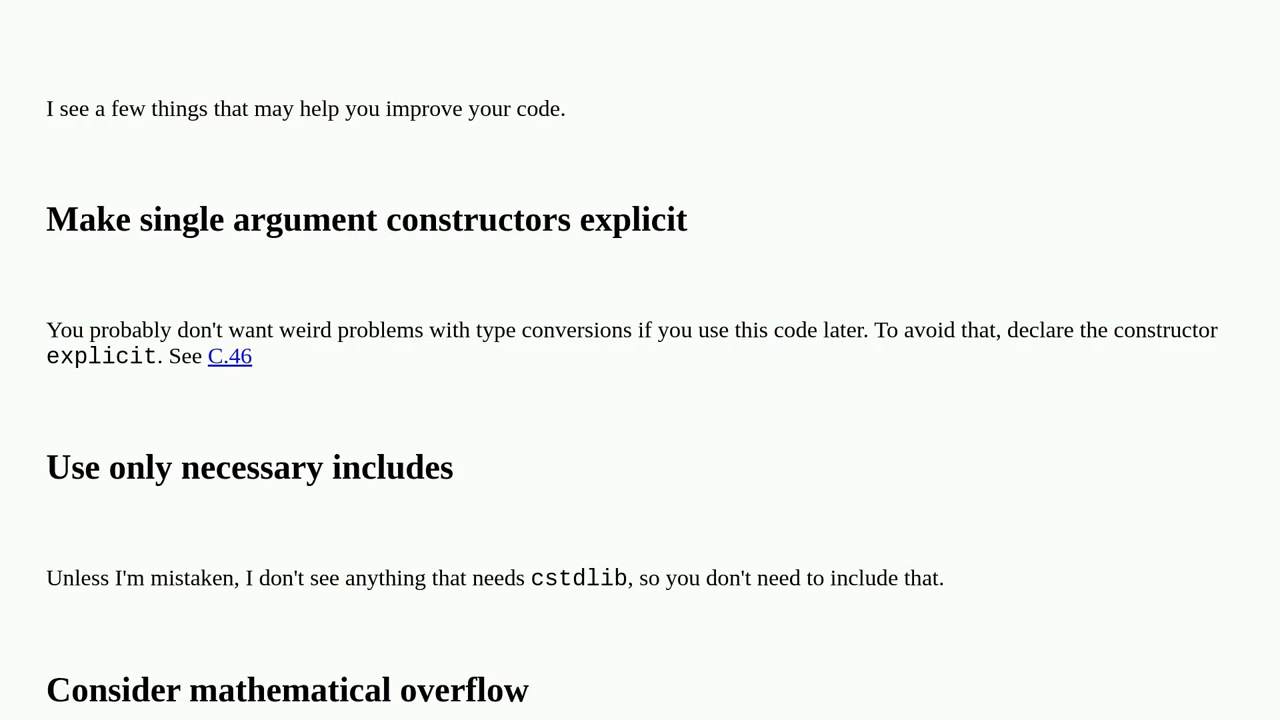 I see a few things that may help you improve your code.
Make single argument constructors explicit
You probably don't want weird problems with type conversions if you use this code later. To avoid that, declare the constructor
explicit. See C.46
Use only necessary includes
Unless I'm mistaken, I don't see anything that needs cstdlib, so you don't need to include that.
Consider mathematical overflow